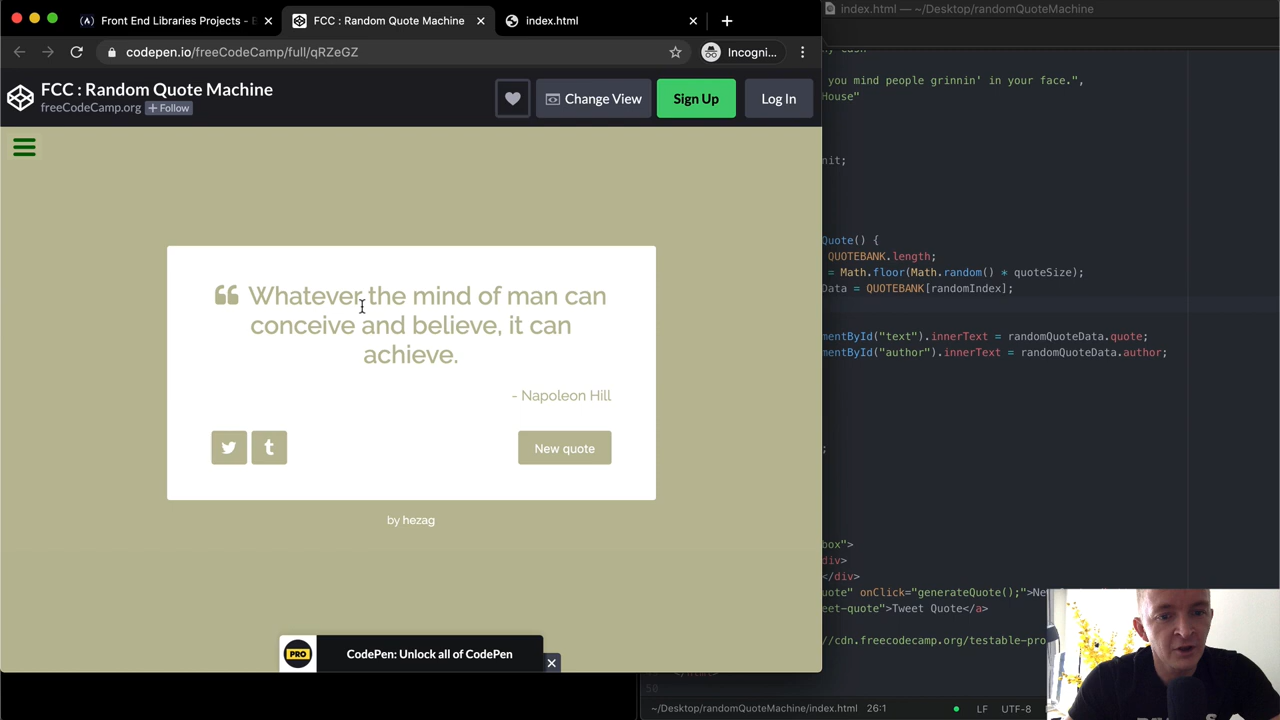 Front End Libraries Projects -
FCC : Random Quote Machine
index.html
index.html — ~/Desktop/randomQuoteMachine
codepen.io/freeCodeCamp/full/qRZeGZ
Incogni...
FCC : Random Quote Machine
freeCodeCamp.org
+ Follow
Change View
Sign Up
Log In
you mind people grinnin' in your face.",
House"
nit;
Quote() {
QUOTEBANK.length;
= Math.floor(Math.random() * quoteSize);
Data = QUOTEBANK[randomIndex];
mentById("text").innerText = randomQuoteData.quote;
mentById("author").innerText = randomQuoteData.author;
;
Whatever the mind of man can
conceive and believe, it can
achieve.
- Napoleon Hill
t
New quote
by hezag
box">
div>
</div>
uote" onClick="generateQuote();">Ne
eet-quote">Tweet Quote</a>
//cdn.freecodecamp.org/testable-pro
PRO
CodePen: Unlock all of CodePen
</html>
58
~/Desktop/randomQuoteMachine/index.html 26:1
LF UTF-8